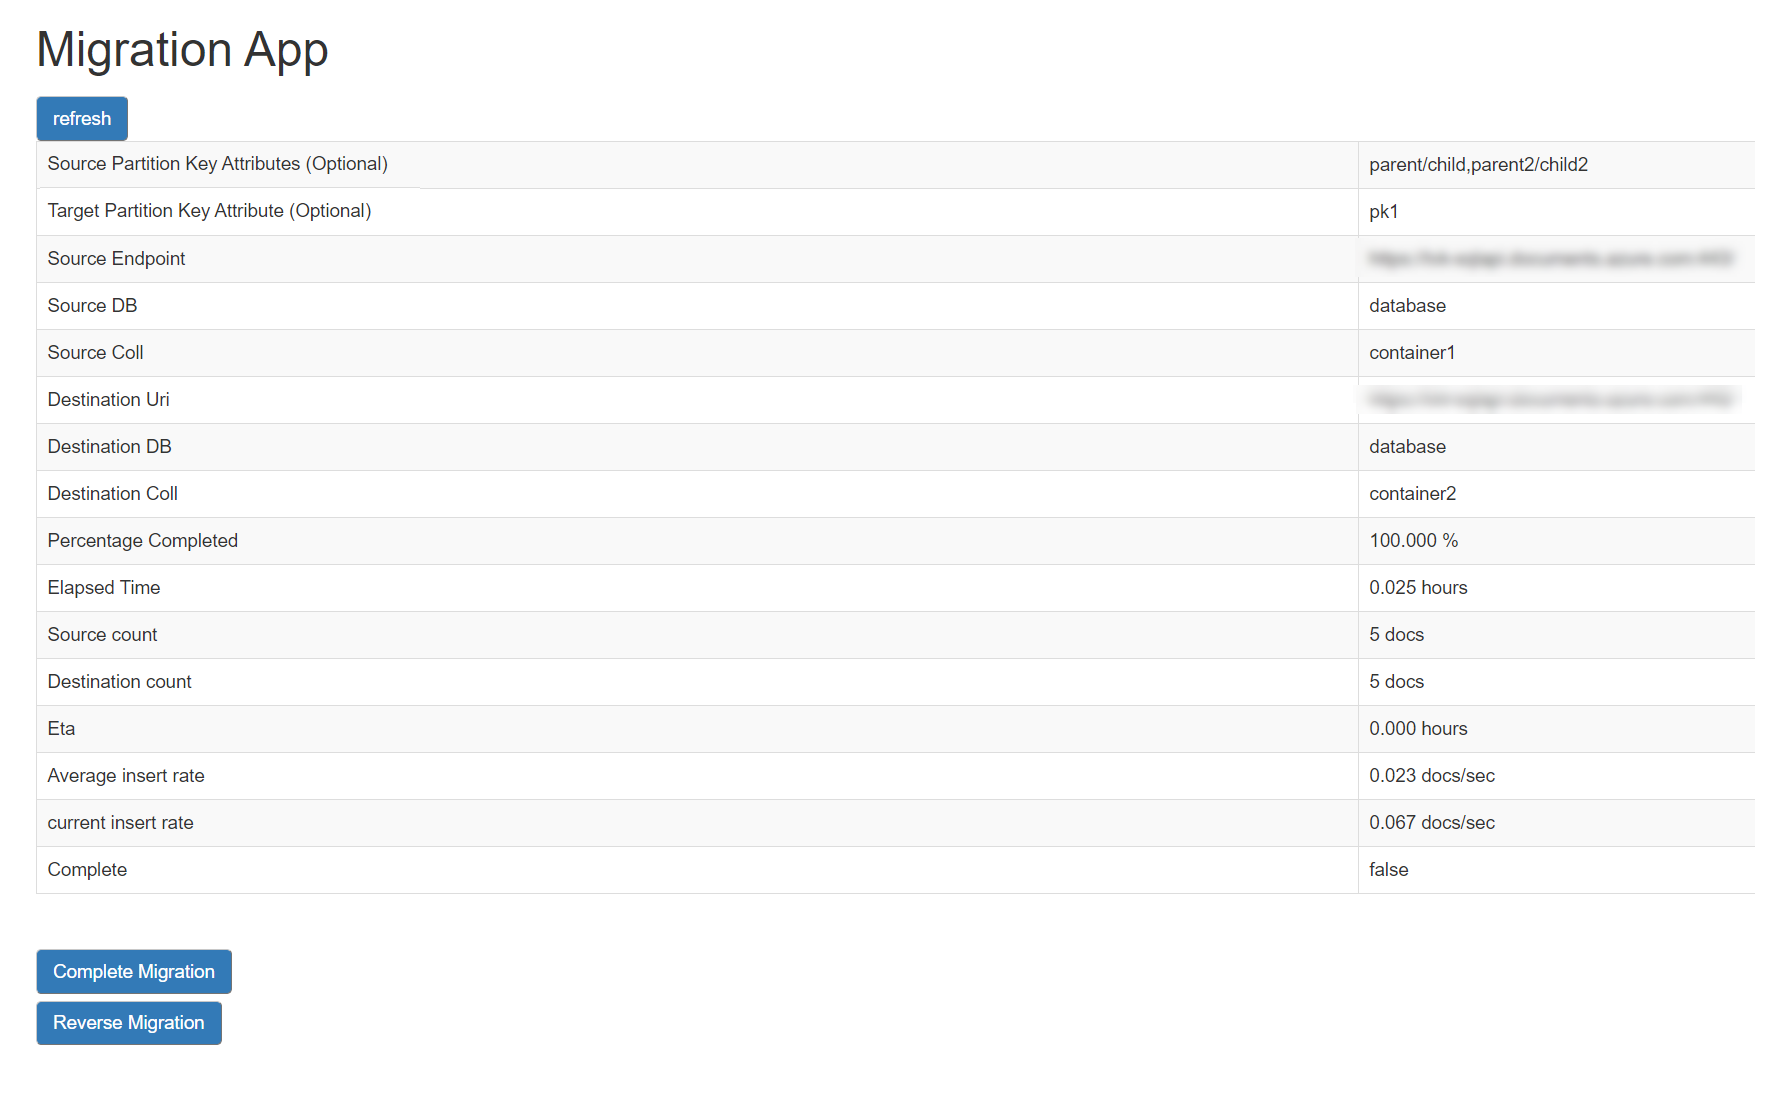 Migration App
refresh
Source Partition Key Attributes (Optional) parent/child,parent2/child2
Target Partition Key Attribute (Optional) pk1
Source Endpoint
Source DB database
Source Coll container1
Destination Uri
Destination DB database
Destination Coll container2
Percentage Completed 100.000 %
Elapsed Time 0.025 hours
Source count 5 docs
Destination count 5 docs
Eta 0.000 hours
Average insert rate 0.023 docs/sec
current insert rate 0.067 docs/sec
Complete false
Complete Migration
Reverse Migration